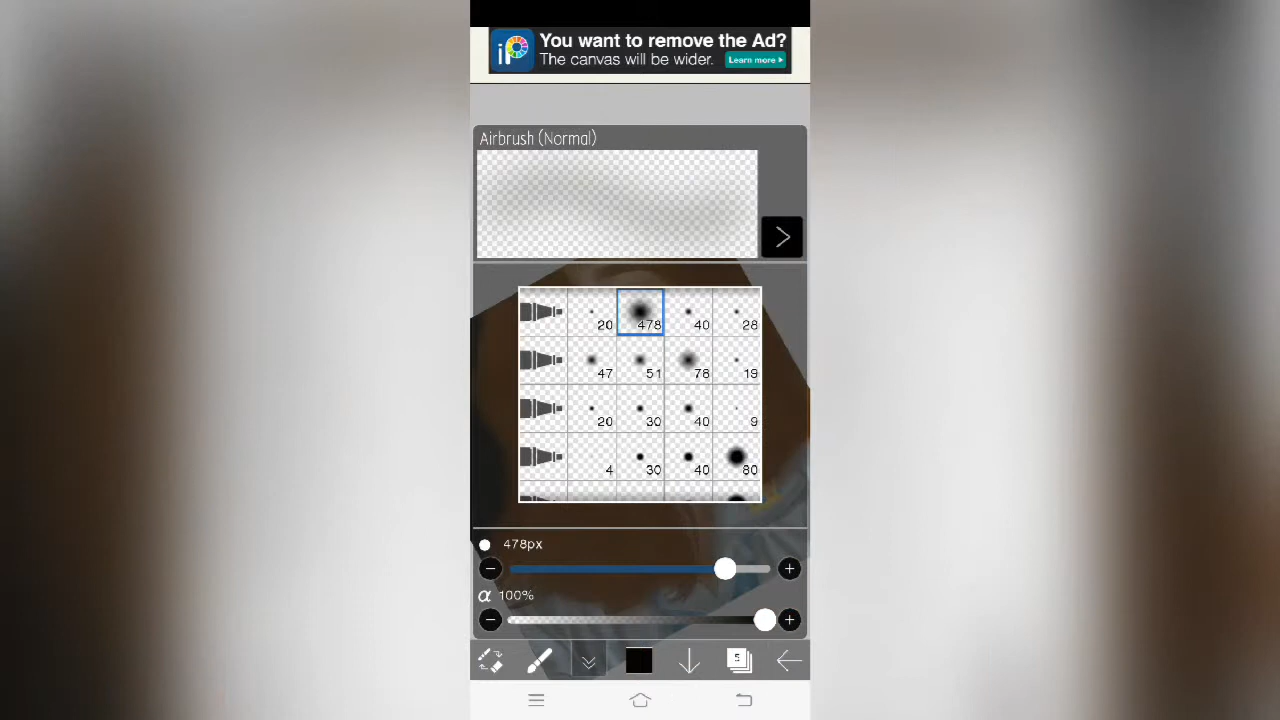 iP You want to remove the Ad?
The canvas will be wider. Learn more
Airbrush (Normal)
20 478 40 28
47 51 78 19
20 30 40 9
4 30 40 80
478px
α 100%
5